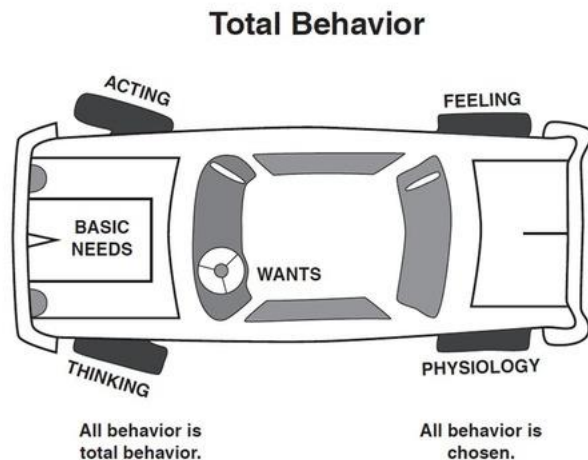 Total Behavior
ACTING
FEELING
BASIC
NEEDS
WANTS
THINKING
PHYSIOLOGY
All behavior is
total behavior.
All behavior is
chosen.